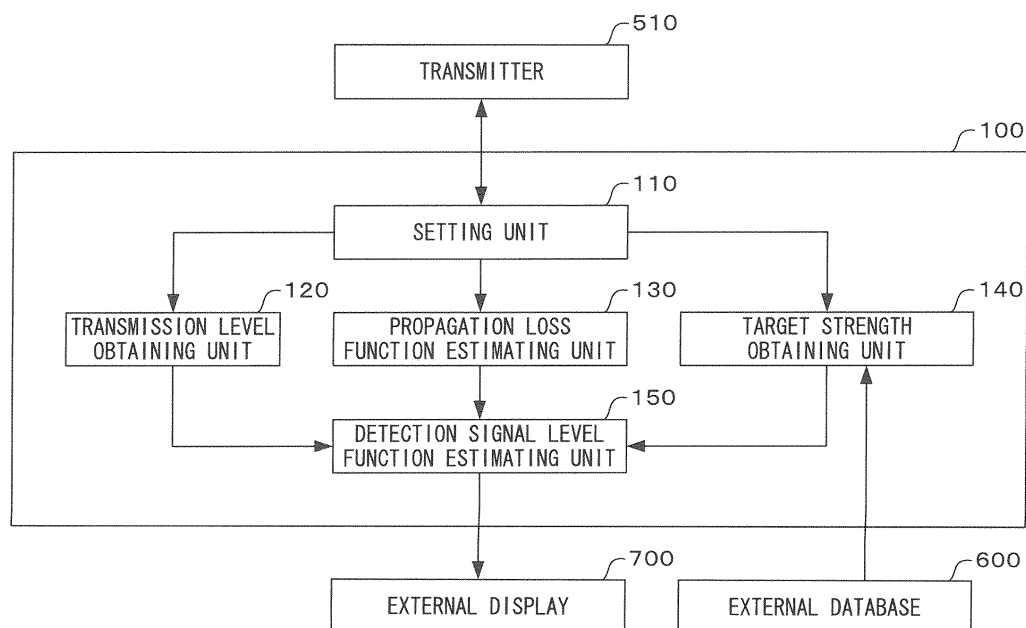 510
TRANSMITTER
100
110
SETTING UNIT
120
TRANSMISSION LEVEL
OBTAINING UNIT
130
PROPAGATION LOSS
FUNCTION ESTIMATING UNIT
140
TARGET STRENGTH
OBTAINING UNIT
150
DETECTION SIGNAL LEVEL
FUNCTION ESTIMATING UNIT
700
EXTERNAL DISPLAY
600
EXTERNAL DATABASE